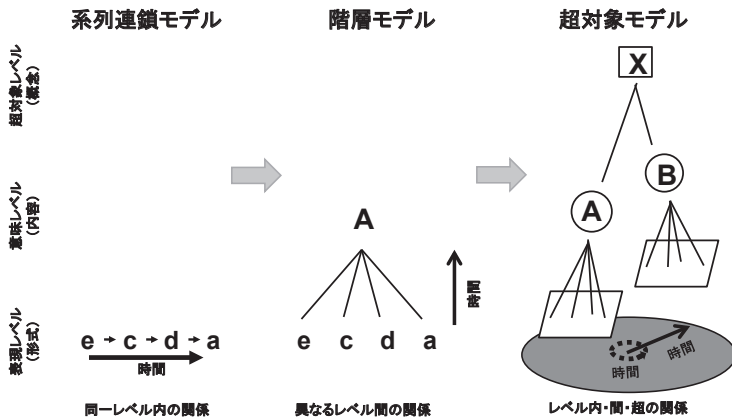 系列連鎖モデル
階層モデル
超対象モデル
超対象レベル
(概念)
意味レベル
(内容)
表現レベル
(形式)
e → c → d → a
時間
同一レベル内の関係
A
時間
e c d a
異なるレベル間の関係
X
B
A
時間
時間
レベル内・間・超の関係